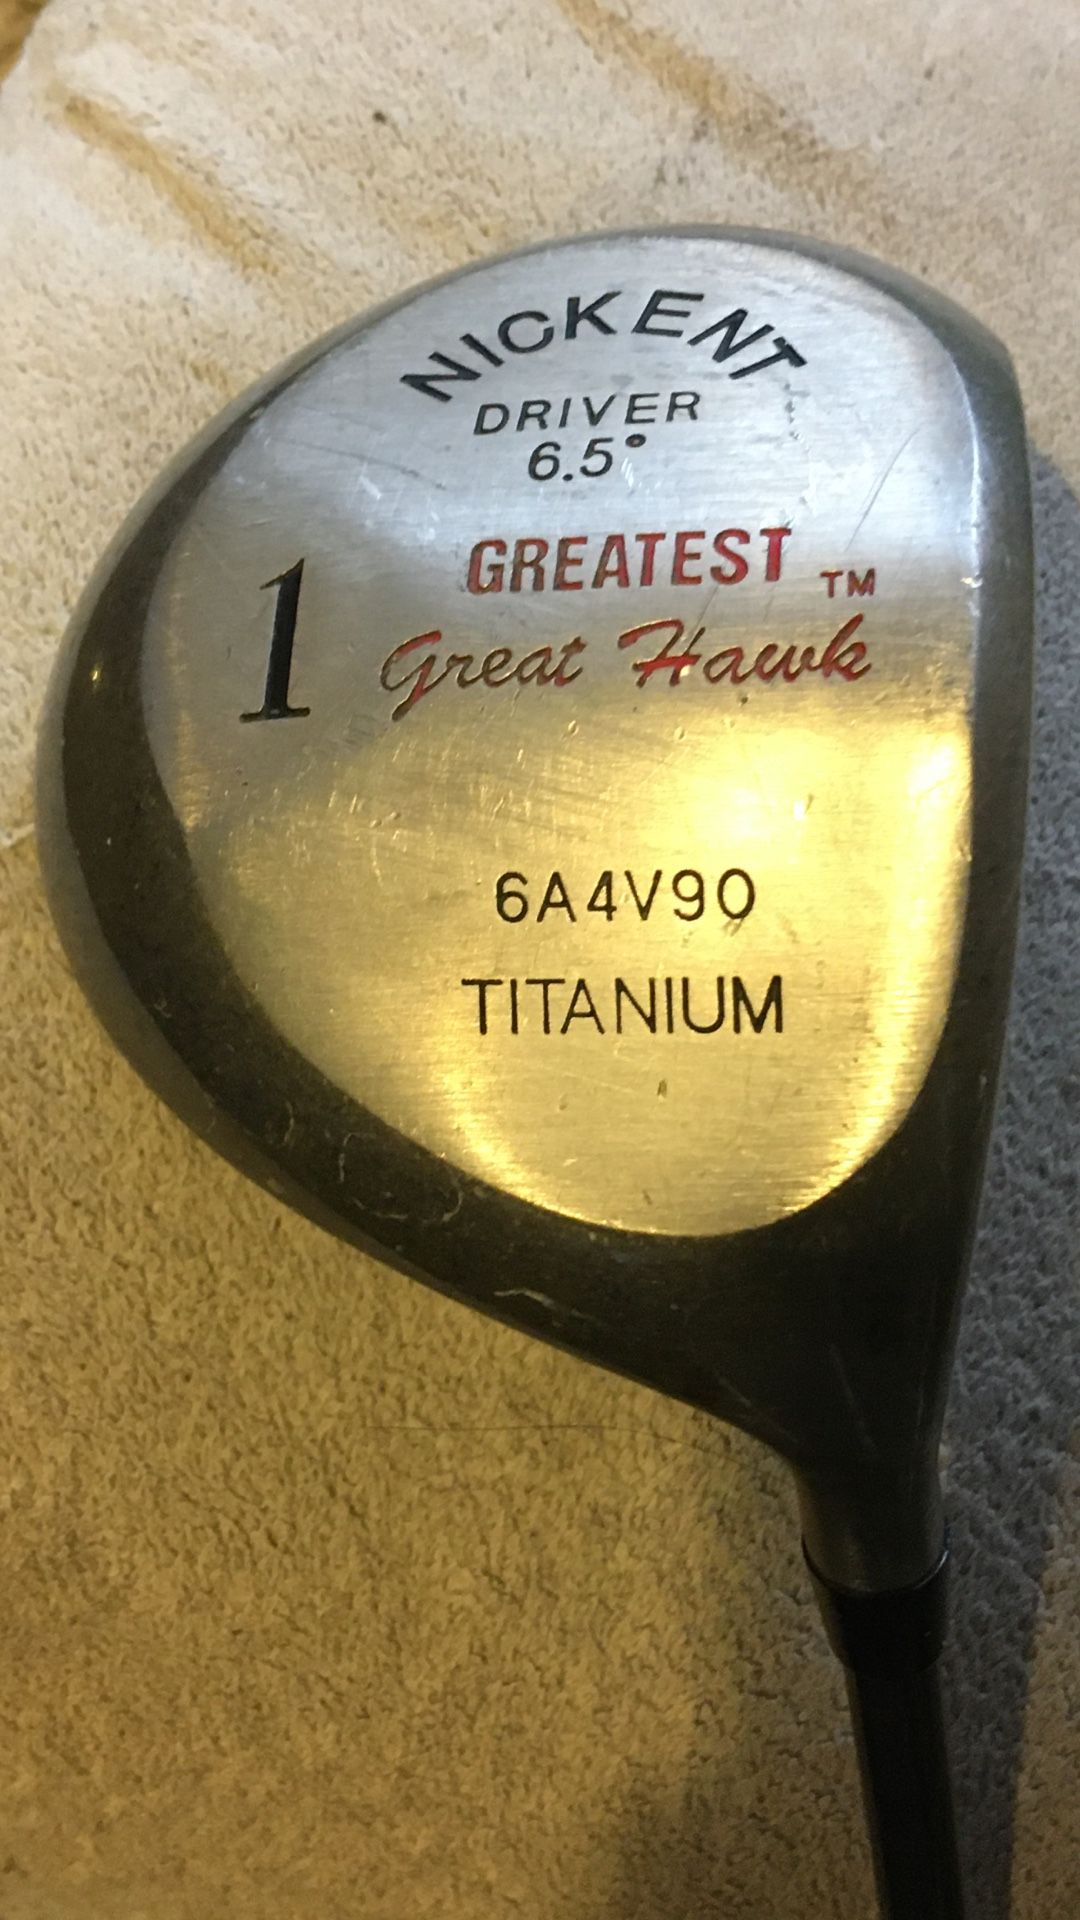 NICKENT
DRIVER
6.5°
1
GREATEST TM
Great Hawk
6A4V90
TITANIUM